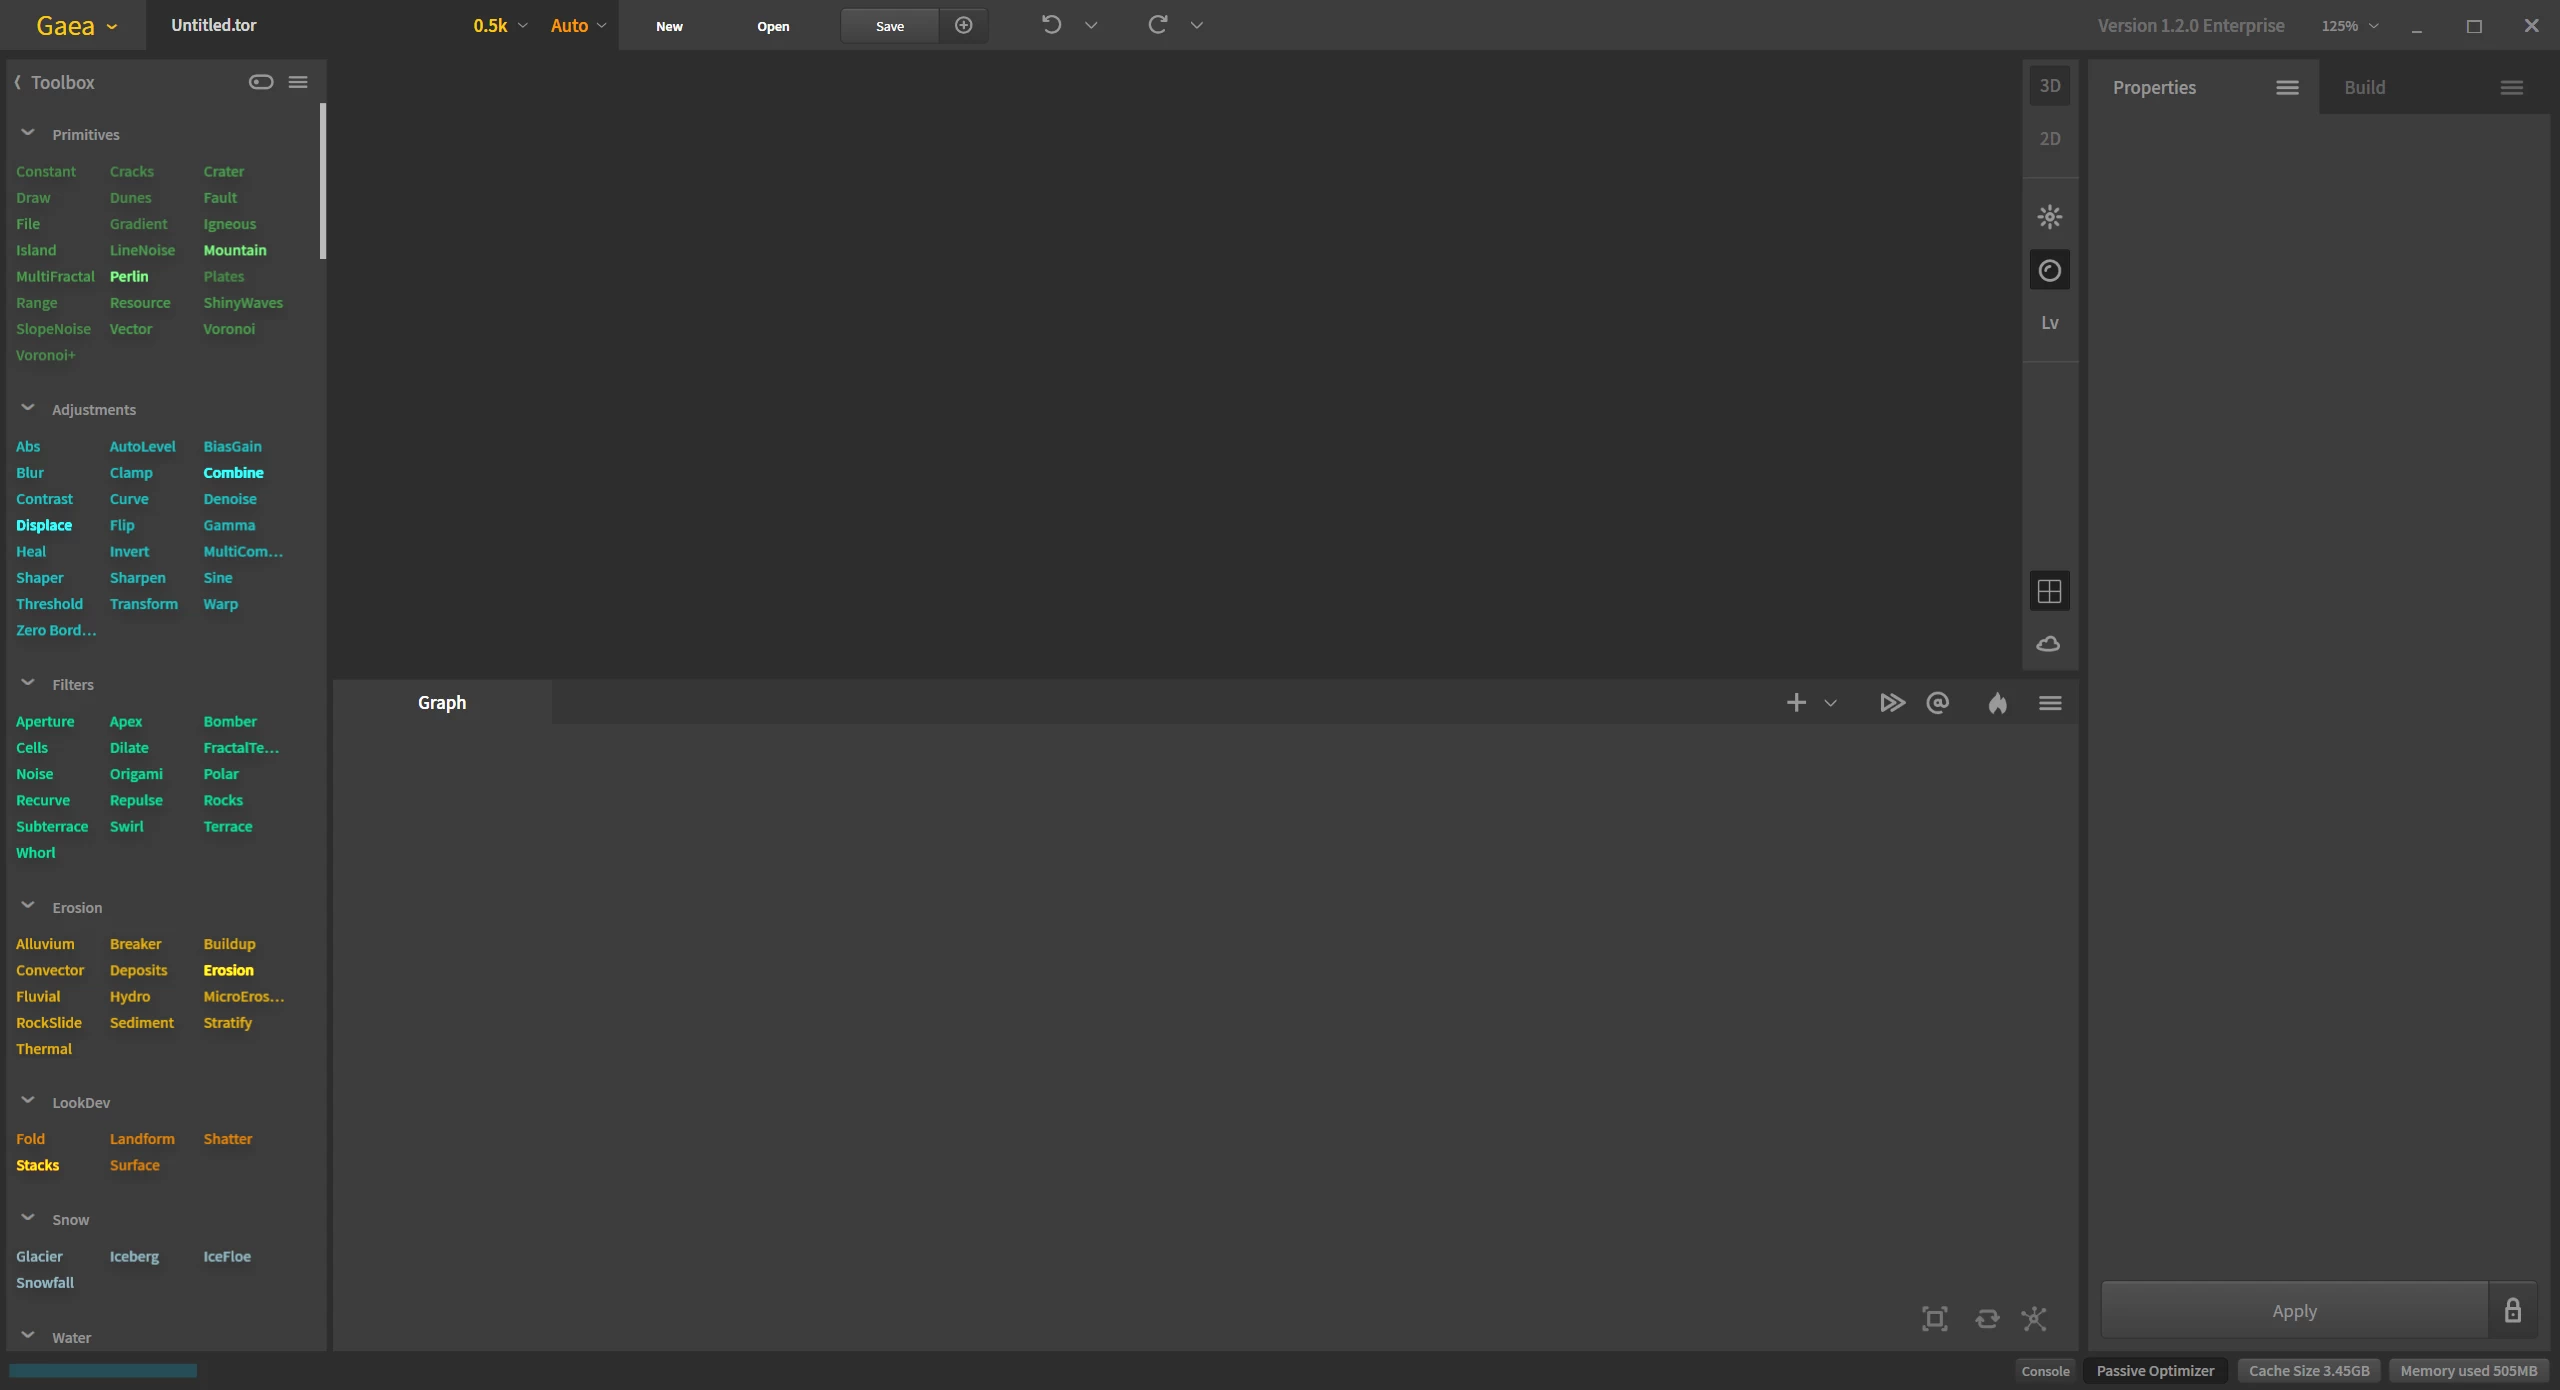 Gaea Untitled.tor 0.5k Auto New Open Save Version 1.2.0 Enterprise 125%
Toolbox
Primitives
Constant Cracks Crater
Draw Dunes Fault
File Gradient Igneous
Island LineNoise Mountain
MultiFractal Perlin Plates
Range Resource ShinyWaves
SlopeNoise Vector Voronoi
Voronoi+
Adjustments
Abs AutoLevel BiasGain
Blur Clamp Combine
Contrast Curve Denoise
Displace Flip Gamma
Heal Invert MultiCom...
Shaper Sharpen Sine
Threshold Transform Warp
Zero Bord...
Filters
Aperture Apex Bomber
Cells Dilate FractalTe...
Noise Origami Polar
Recurve Repulse Rocks
Subterrace Swirl Terrace
Whorl
Erosion
Alluvium Breaker Buildup
Convector Deposits Erosion
Fluvial Hydro MicroEros...
RockSlide Sediment Stratify
Thermal
LookDev
Fold Landform Shatter
Stacks Surface
Snow
Glacier Iceberg IceFloe
Snowfall
Water
3D
2D
Lv
Graph
Properties Build
Apply
Console Passive Optimizer Cache Size 3.45GB Memory used 505MB